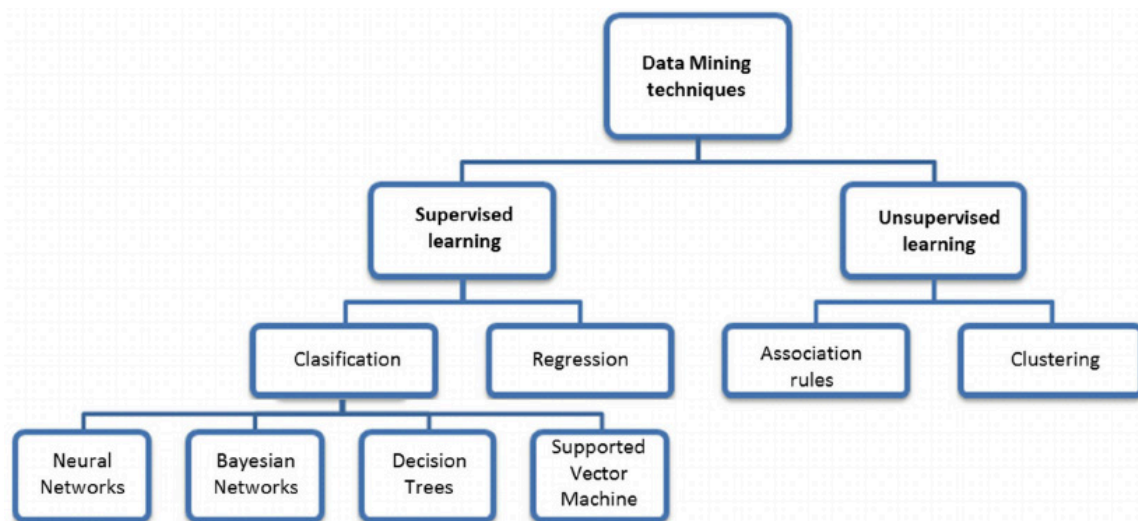 Data Mining
techniques
Supervised
learning
Unsupervised
learning
Clasification
Regression
Association
rules
Clustering
Neural
Networks
Bayesian
Networks
Decision
Trees
Supported
Vector
Machine